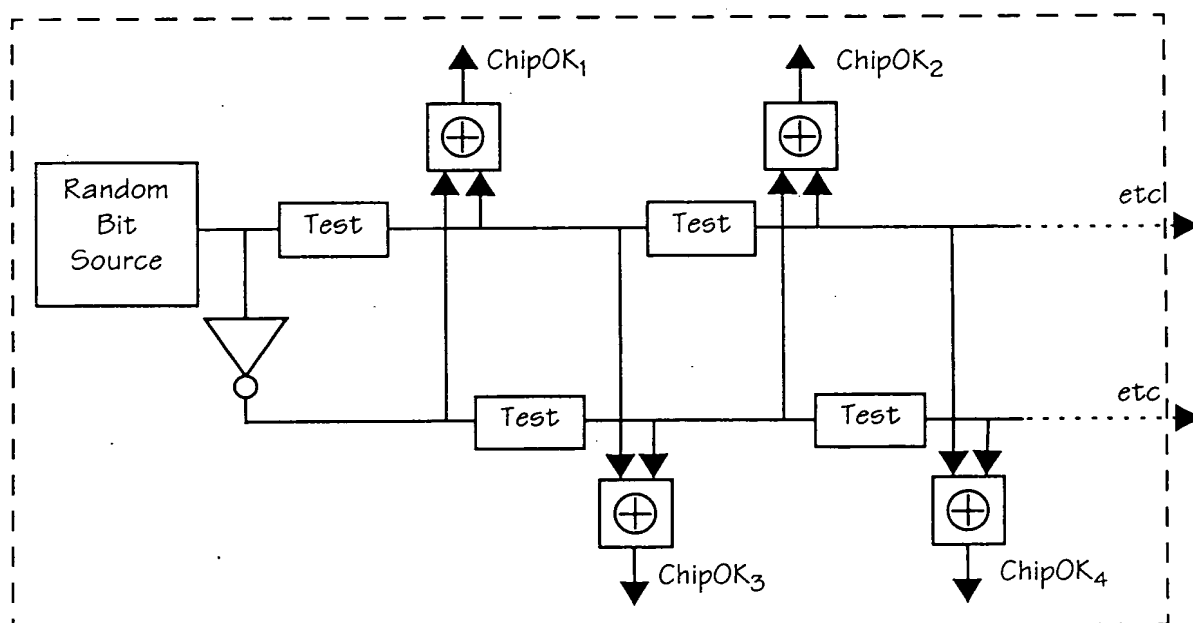 ChipOK₁
ChipOK₂
Random
Bit
Source
Test
Test
etc
Test
Test
etc
ChipOK₃
ChipOK₄